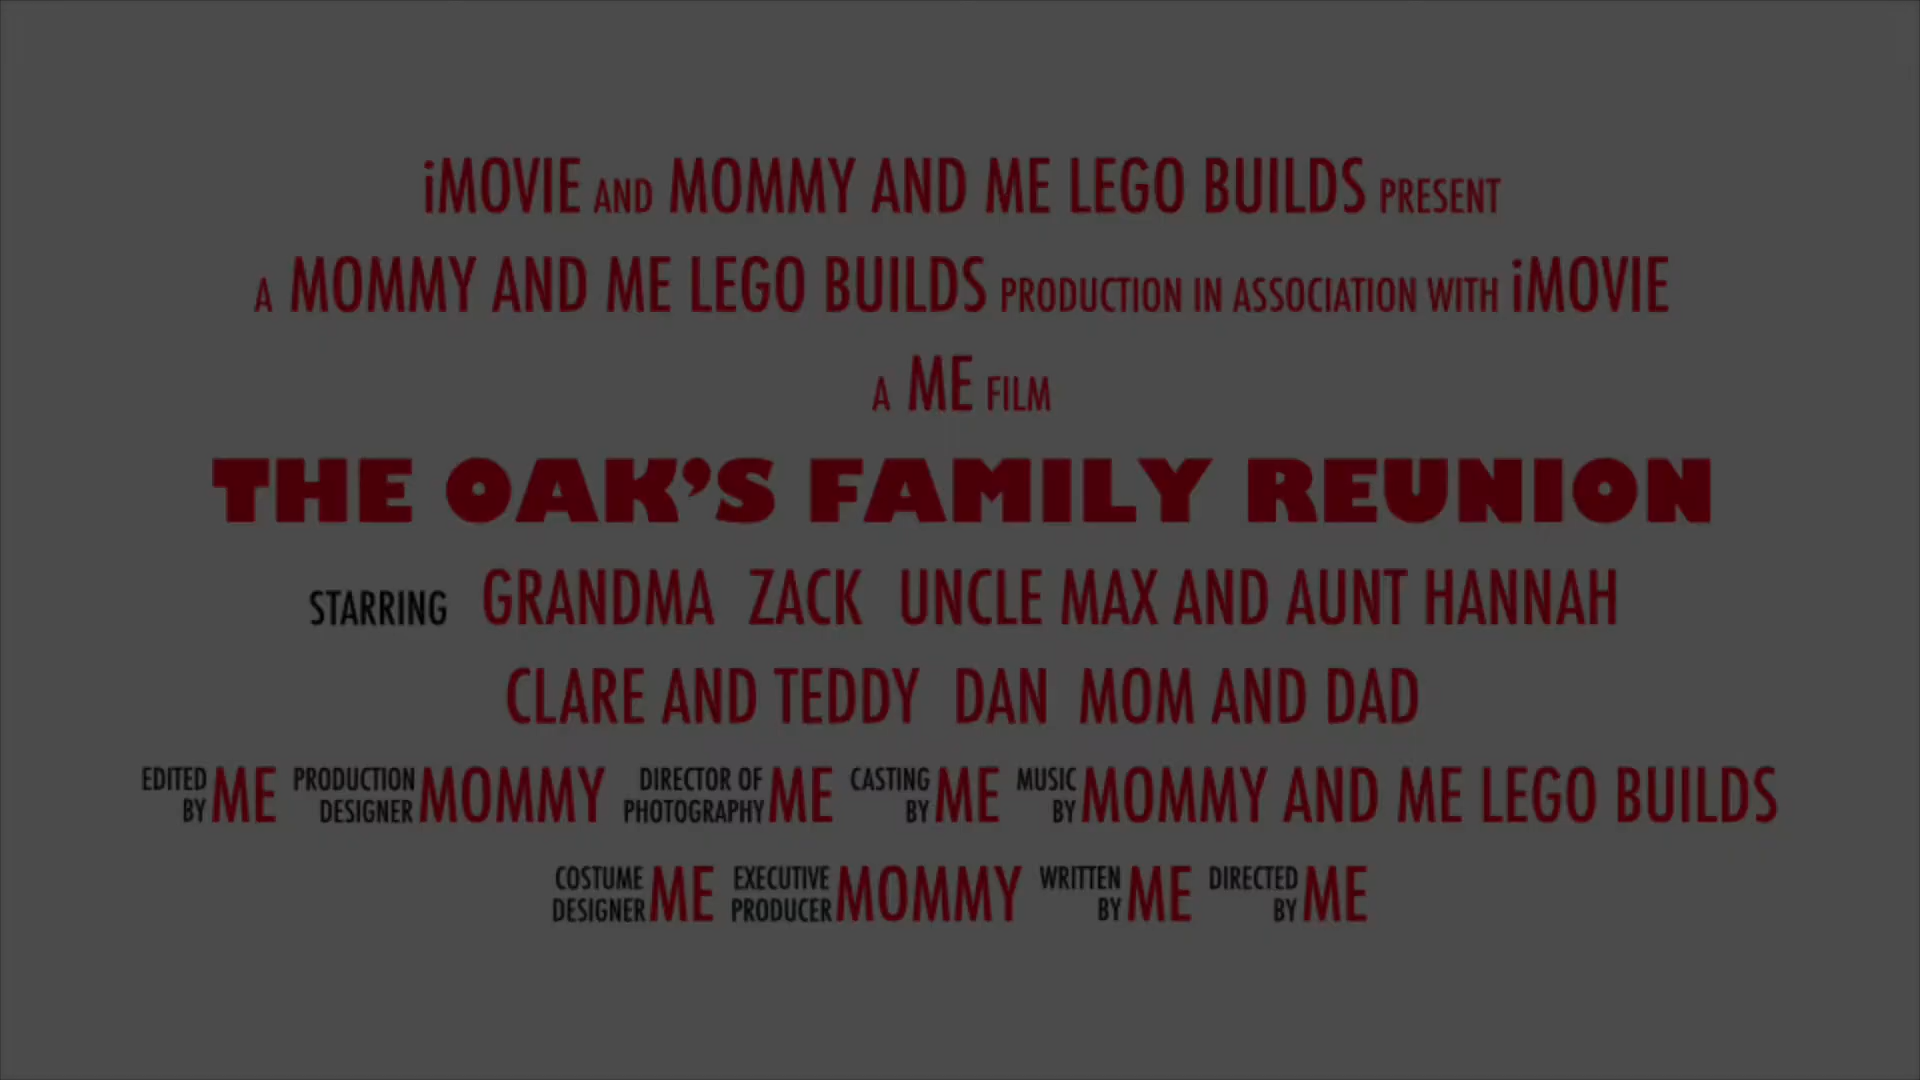 iMOVIE AND MOMMY AND ME LEGO BUILDS PRESENT
A MOMMY AND ME LEGO BUILDS PRODUCTION IN ASSOCIATION WITH iMOVIE
A ME FILM
THE OAK'S FAMILY REUNION
STARRING GRANDMA ZACK UNCLE MAX AND AUNT HANNAH
CLARE AND TEDDY DAN MOM AND DAD
EDITED BY ME PRODUCTION DESIGNER MOMMY DIRECTOR OF PHOTOGRAPHY ME CASTING BY ME MUSIC BY MOMMY AND ME LEGO BUILDS
COSTUME DESIGNER ME EXECUTIVE PRODUCER MOMMY WRITTEN BY ME DIRECTED BY ME